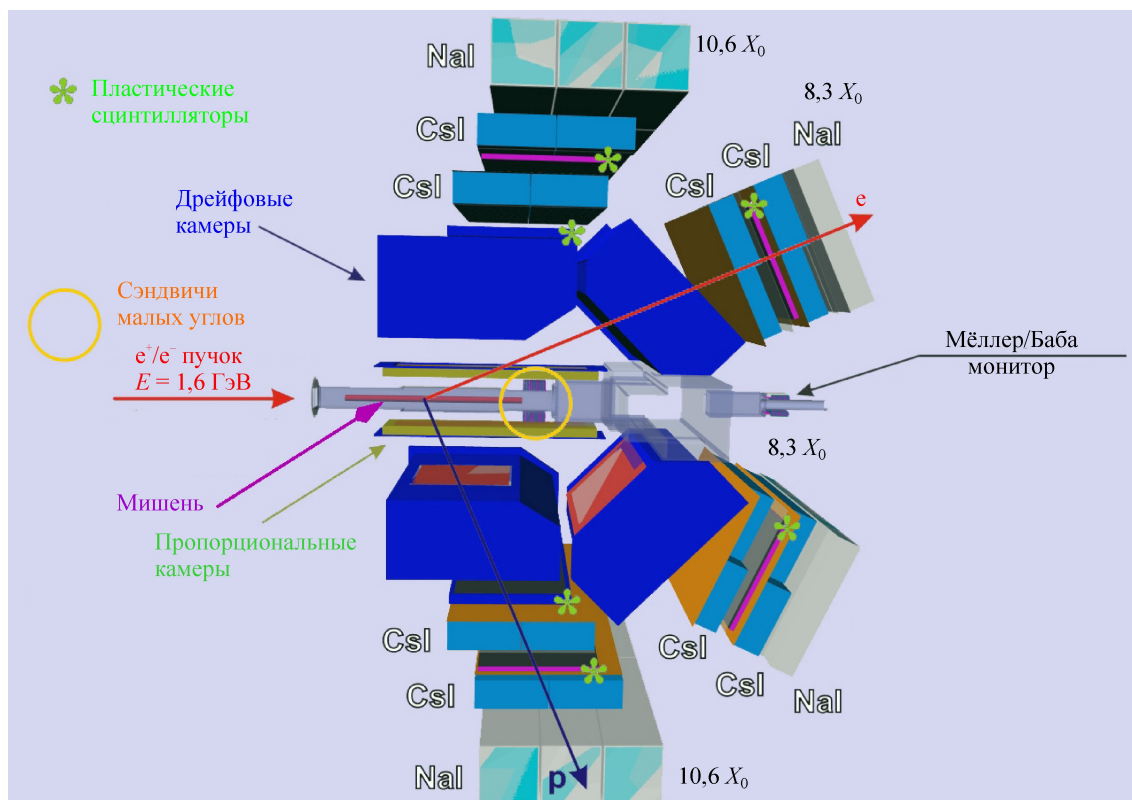 NaI
10,6 X₀
Пластические
сцинтилляторы
CsI
8,3 X₀
NaI
CsI
CsI
CsI
Дрейфовые
камеры
e
Сэндвичи
малых углов
e⁺/e⁻ пучок
E = 1,6 ГэВ
Мёллер/Баба
монитор
8,3 X₀
Мишень
Пропорциональные
камеры
CsI
CsI
CsI
CsI
NaI
NaI
p
10,6 X₀